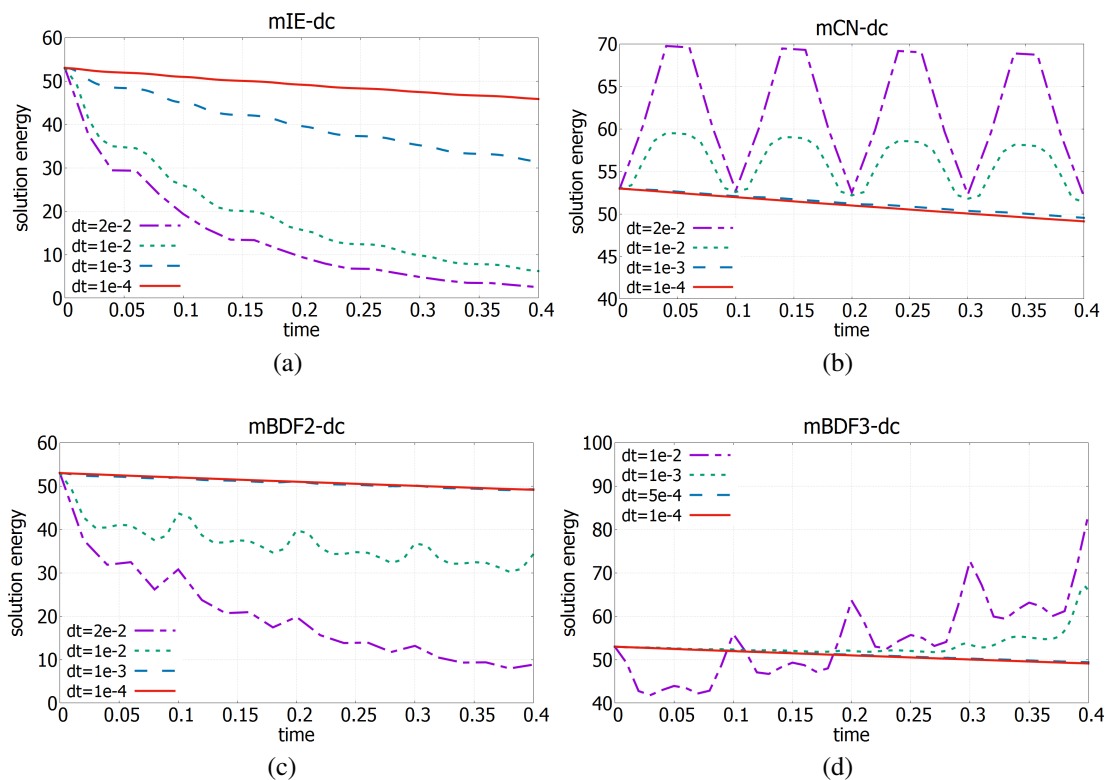 mIE-dc
60
50
40
30
20
10
0
solution energy
dt=2e-2
dt=1e-2
dt=1e-3
dt=1e-4
0 0.05 0.1 0.15 0.2 0.25 0.3 0.35 0.4
time
(a)
mCN-dc
70
65
60
55
50
45
40
solution energy
dt=2e-2
dt=1e-2
dt=1e-3
dt=1e-4
0 0.05 0.1 0.15 0.2 0.25 0.3 0.35 0.4
time
(b)
mBDF2-dc
60
50
40
30
20
10
0
solution energy
dt=2e-2
dt=1e-2
dt=1e-3
dt=1e-4
0 0.05 0.1 0.15 0.2 0.25 0.3 0.35 0.4
time
(c)
mBDF3-dc
100
90
80
70
60
50
40
solution energy
dt=1e-2
dt=1e-3
dt=5e-4
dt=1e-4
0 0.05 0.1 0.15 0.2 0.25 0.3 0.35 0.4
time
(d)